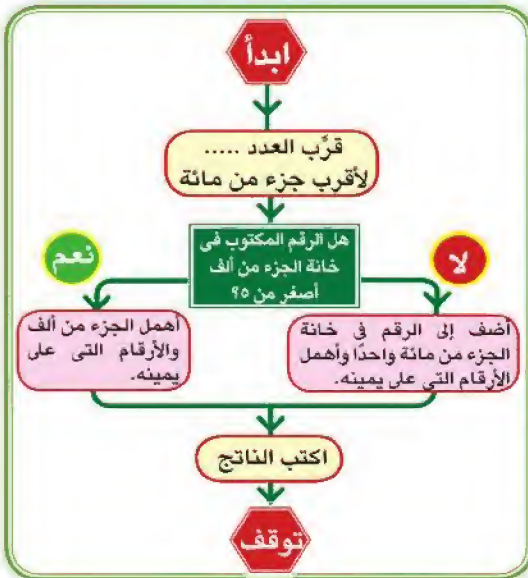 ابدأ
قرِّب العدد .....
لأقرب جزء من مائة
هل الرقم المكتوب فى
خانة الجزء من ألف
أصغر من ٥؟
لا
نعم
أضف إلى الرقم فى خانة
الجزء من مائة واحدًا وأهمل
الأرقام التى على يمينه.
أهمل الجزء من ألف
والأرقام التى على
يمينه.
اكتب الناتج
توقف